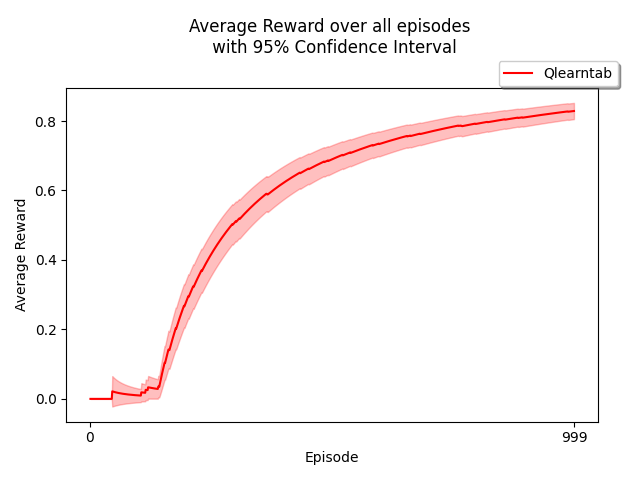 Average Reward over all episodes
with 95% Confidence Interval
Qlearntab
0.8
0.6
0.4
0.2
0.0
Average Reward
0
999
Episode